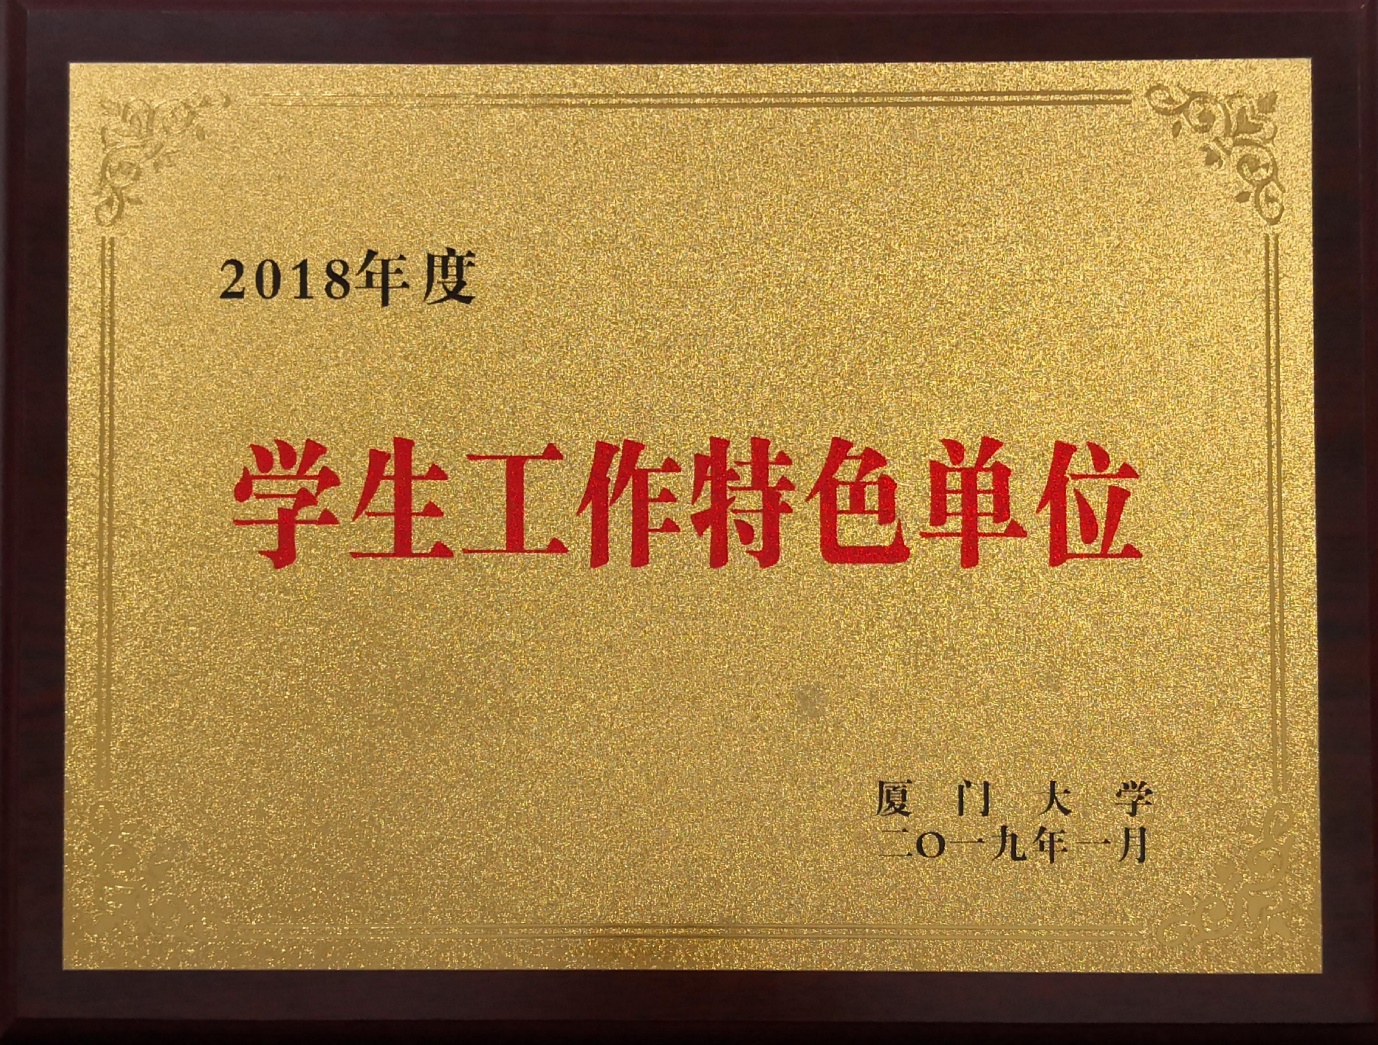 2018年度
学生工作特色单位
厦门大学
二〇一九年一月